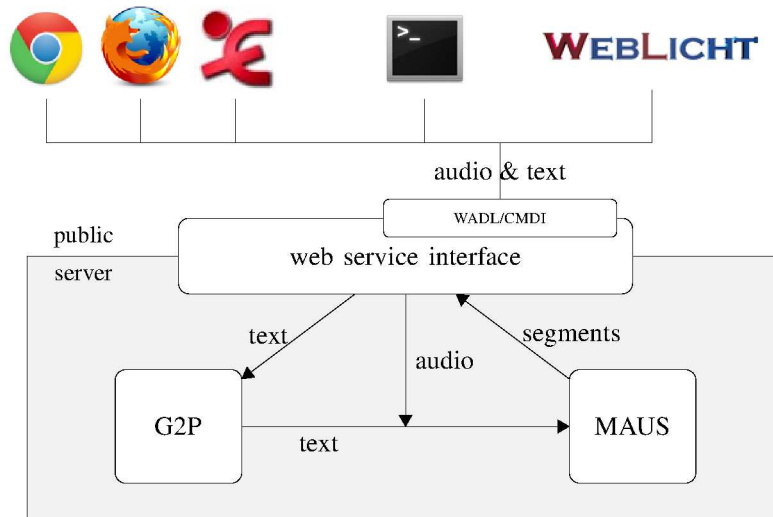 >_
WEBLICHT
audio & text
WADL/CMDI
public
web service interface
server
text
segments
audio
G2P
MAUS
text